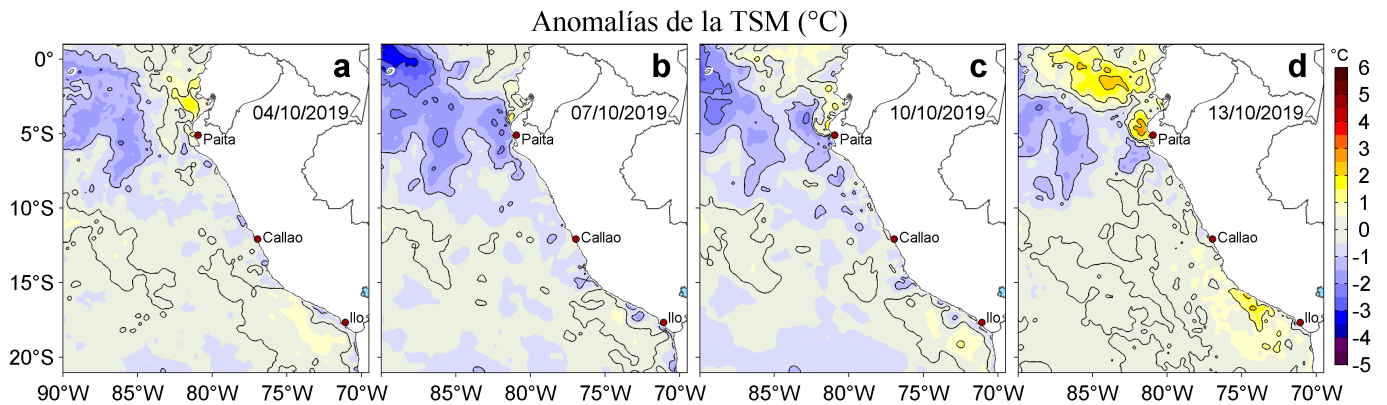 Anomalías de la TSM (°C)
a b c d
04/10/2019 07/10/2019 10/10/2019 13/10/2019
Paita Paita Paita Paita
Callao Callao Callao Callao
Ilo Ilo Ilo Ilo
0°
5°S
10°S
15°S
20°S
90°W 85°W 80°W 75°W 70°W 85°W 80°W 75°W 70°W 85°W 80°W 75°W 70°W 85°W 80°W 75°W 70°W
°C
6
5
4
3
2
1
0
-1
-2
-3
-4
-5